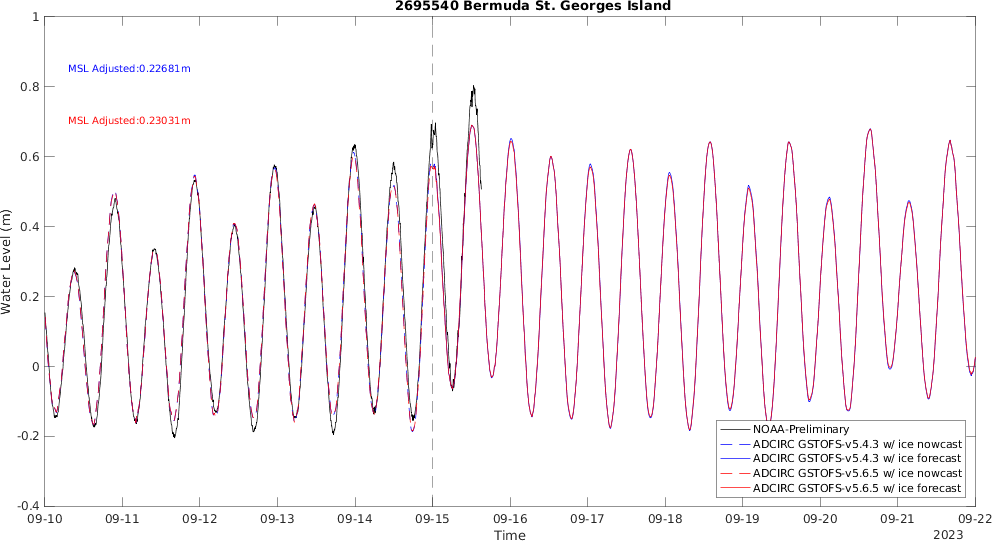 2695540 Bermuda St. Georges Island
MSL Adjusted:0.22681m
MSL Adjusted:0.23031m
Water Level (m)
1
0.8
0.6
0.4
0.2
0
-0.2
-0.4
09-10 09-11 09-12 09-13 09-14 09-15 09-16 09-17 09-18 09-19 09-20 09-21 09-22
Time
2023
NOAA-Preliminary
ADCIRC GSTOFS-v5.4.3 w/ ice nowcast
ADCIRC GSTOFS-v5.4.3 w/ ice forecast
ADCIRC GSTOFS-v5.6.5 w/ ice nowcast
ADCIRC GSTOFS-v5.6.5 w/ ice forecast